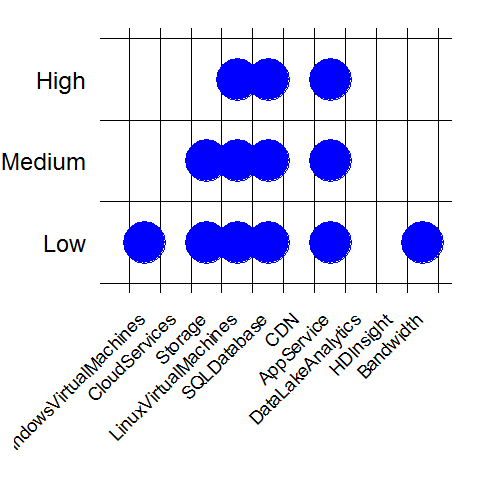 High
Medium
Low
ndowsVirtualMachines
CloudServices
Storage
LinuxVirtualMachines
SQLDatabase
CDN
AppService
DataLakeAnalytics
HDInsight
Bandwidth